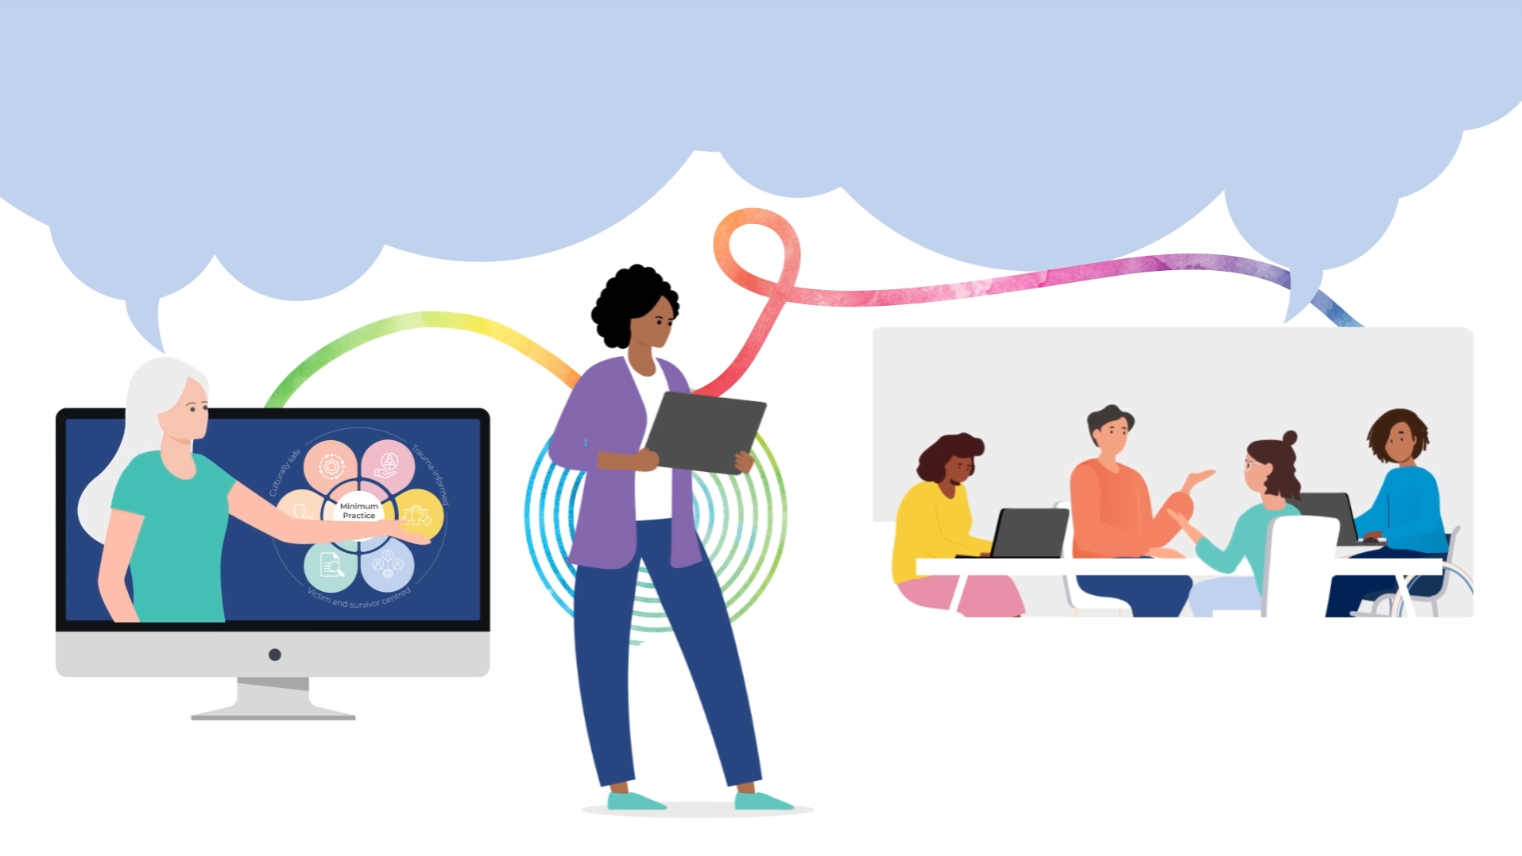 Culturally safe
Trauma-informed
Minimum
Practice
Victim and survivor centred